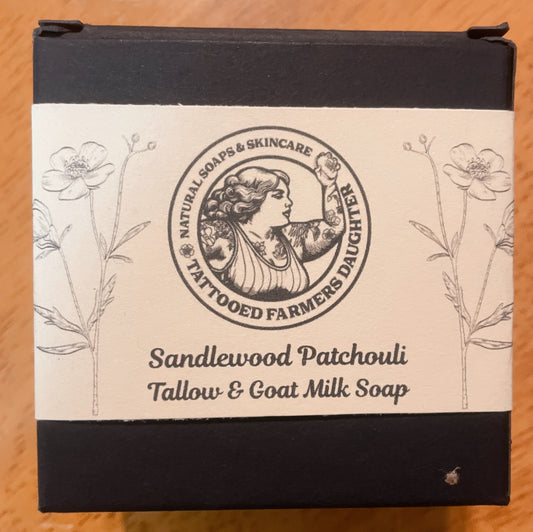 NATURAL SOAPS & SKINCARE
TATTOOED FARMERS DAUGHTER
Sandlewood Patchouli
Tallow & Goat Milk Soap